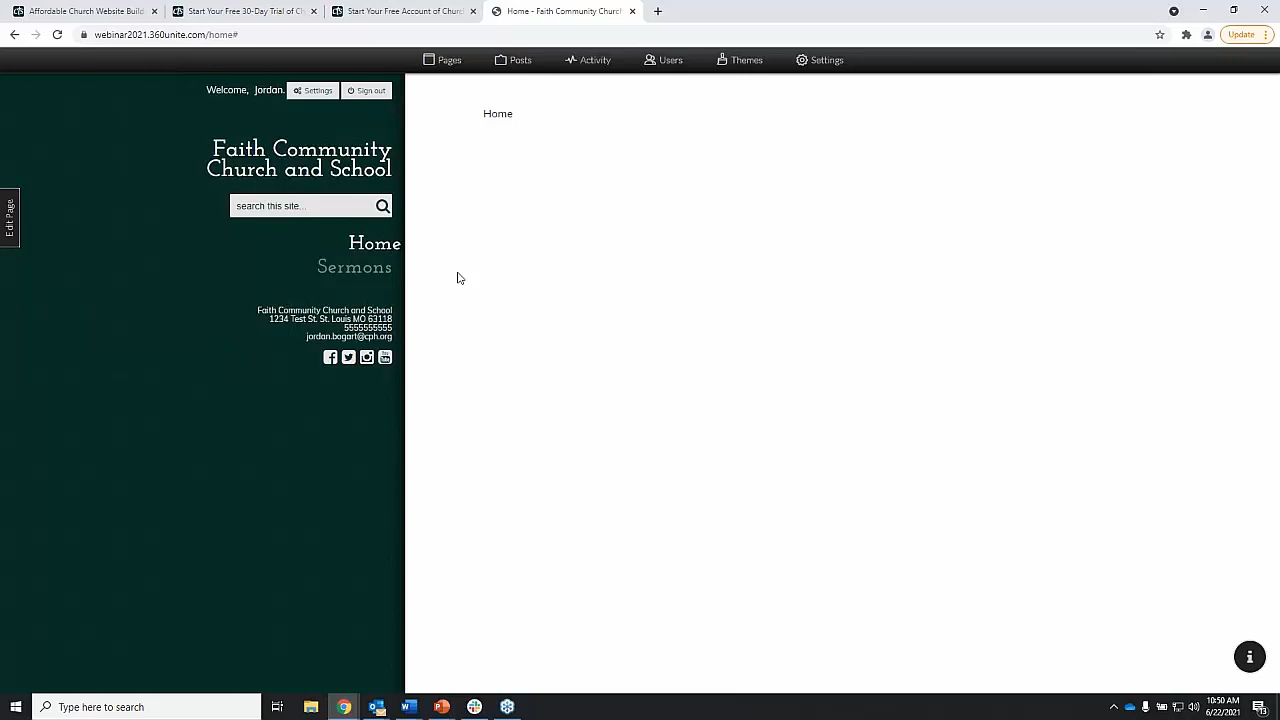 Affordable Church Website Build
Start Your Free 30-Day Trial of Ch
Start Your Free Account of Churc
Home - Faith Community Church
webinar2021.360unite.com/home#
Update
Pages
Posts
Activity
Users
Themes
Settings
Welcome, Jordan.
Settings
Sign out
Faith Community
Church and School
search this site...
Edit Page
Home
Home
Sermons
Faith Community Church and School
1234 Test St. St. Louis MO 63118
5555555555
jordan.bogart@cph.org
Type here to search
10:50 AM
6/22/2021